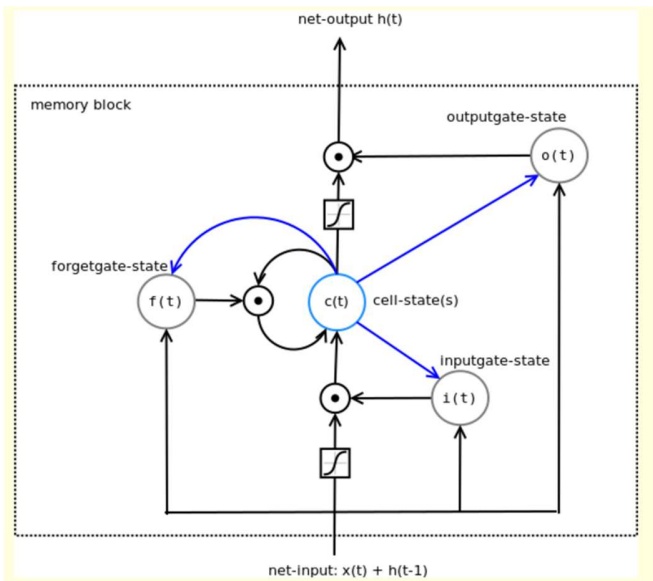 net-output h(t)
memory block
outputgate-state
o(t)
forgetgate-state
f(t)
c(t)
cell-state(s)
inputgate-state
i(t)
net-input: x(t) + h(t-1)